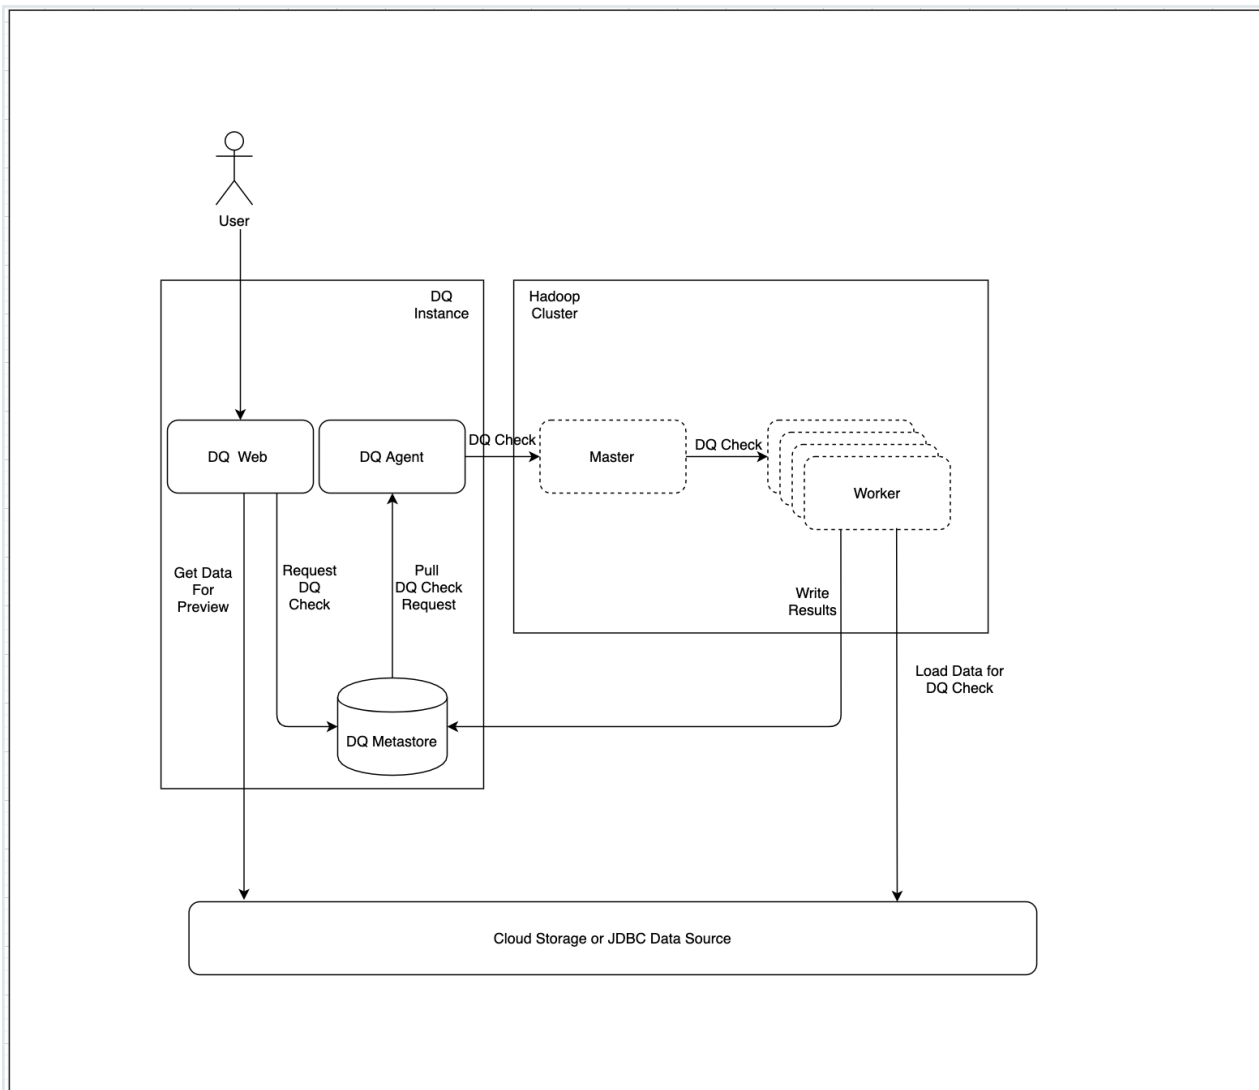 User
DQ
Instance
Hadoop
Cluster
DQ Web
DQ Agent
DQ Check
Master
DQ Check
Worker
Get Data
For
Preview
Request
DQ
Check
Pull
DQ Check
Request
Write
Results
Load Data for
DQ Check
DQ Metastore
Cloud Storage or JDBC Data Source